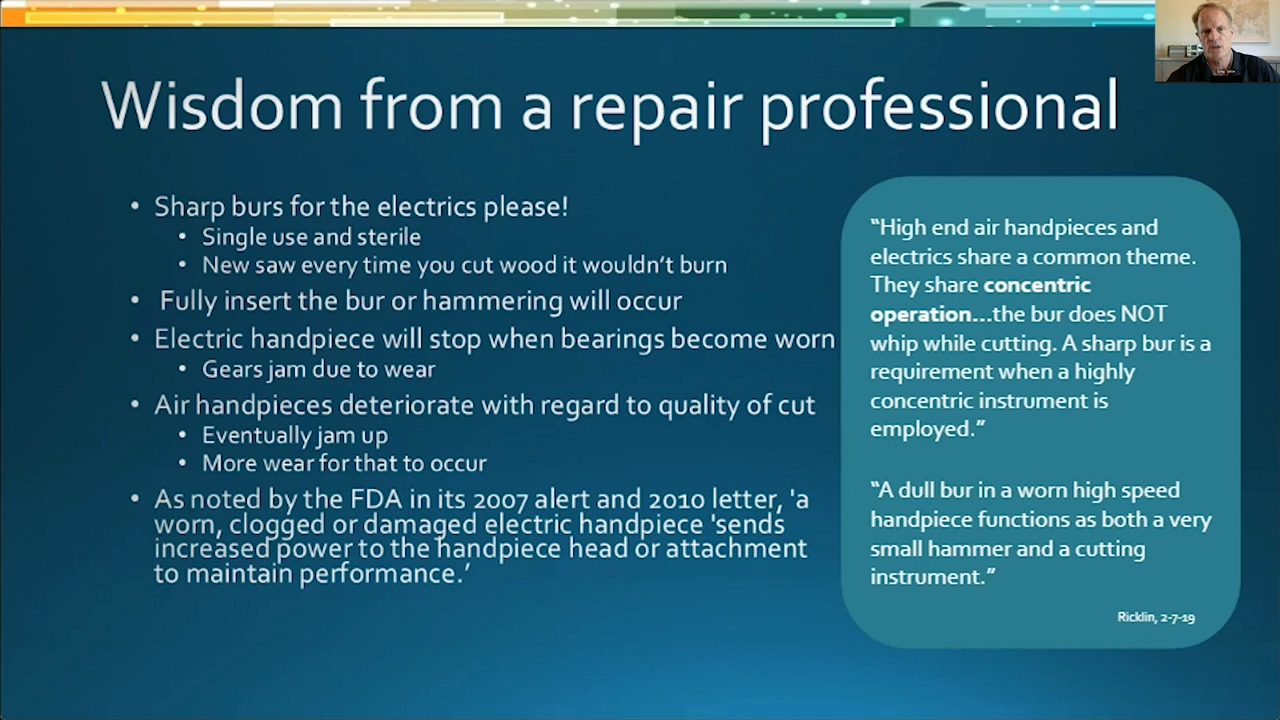 Wisdom from a repair professional
• Sharp burs for the electrics please!
• Single use and sterile
• New saw every time you cut wood it wouldn’t burn
• Fully insert the bur or hammering will occur
• Electric handpiece will stop when bearings become worn
• Gears jam due to wear
• Air handpieces deteriorate with regard to quality of cut
• Eventually jam up
• More wear for that to occur
• As noted by the FDA in its 2007 alert and 2010 letter, 'a
worn, clogged or damaged electric handpiece 'sends
increased power to the handpiece head or attachment
to maintain performance.’
“High end air handpieces and
electrics share a common theme.
They share concentric
operation…the bur does NOT
whip while cutting. A sharp bur is a
requirement when a highly
concentric instrument is
employed.”
“A dull bur in a worn high speed
handpiece functions as both a very
small hammer and a cutting
instrument.”
Ricklin, 2-7-19